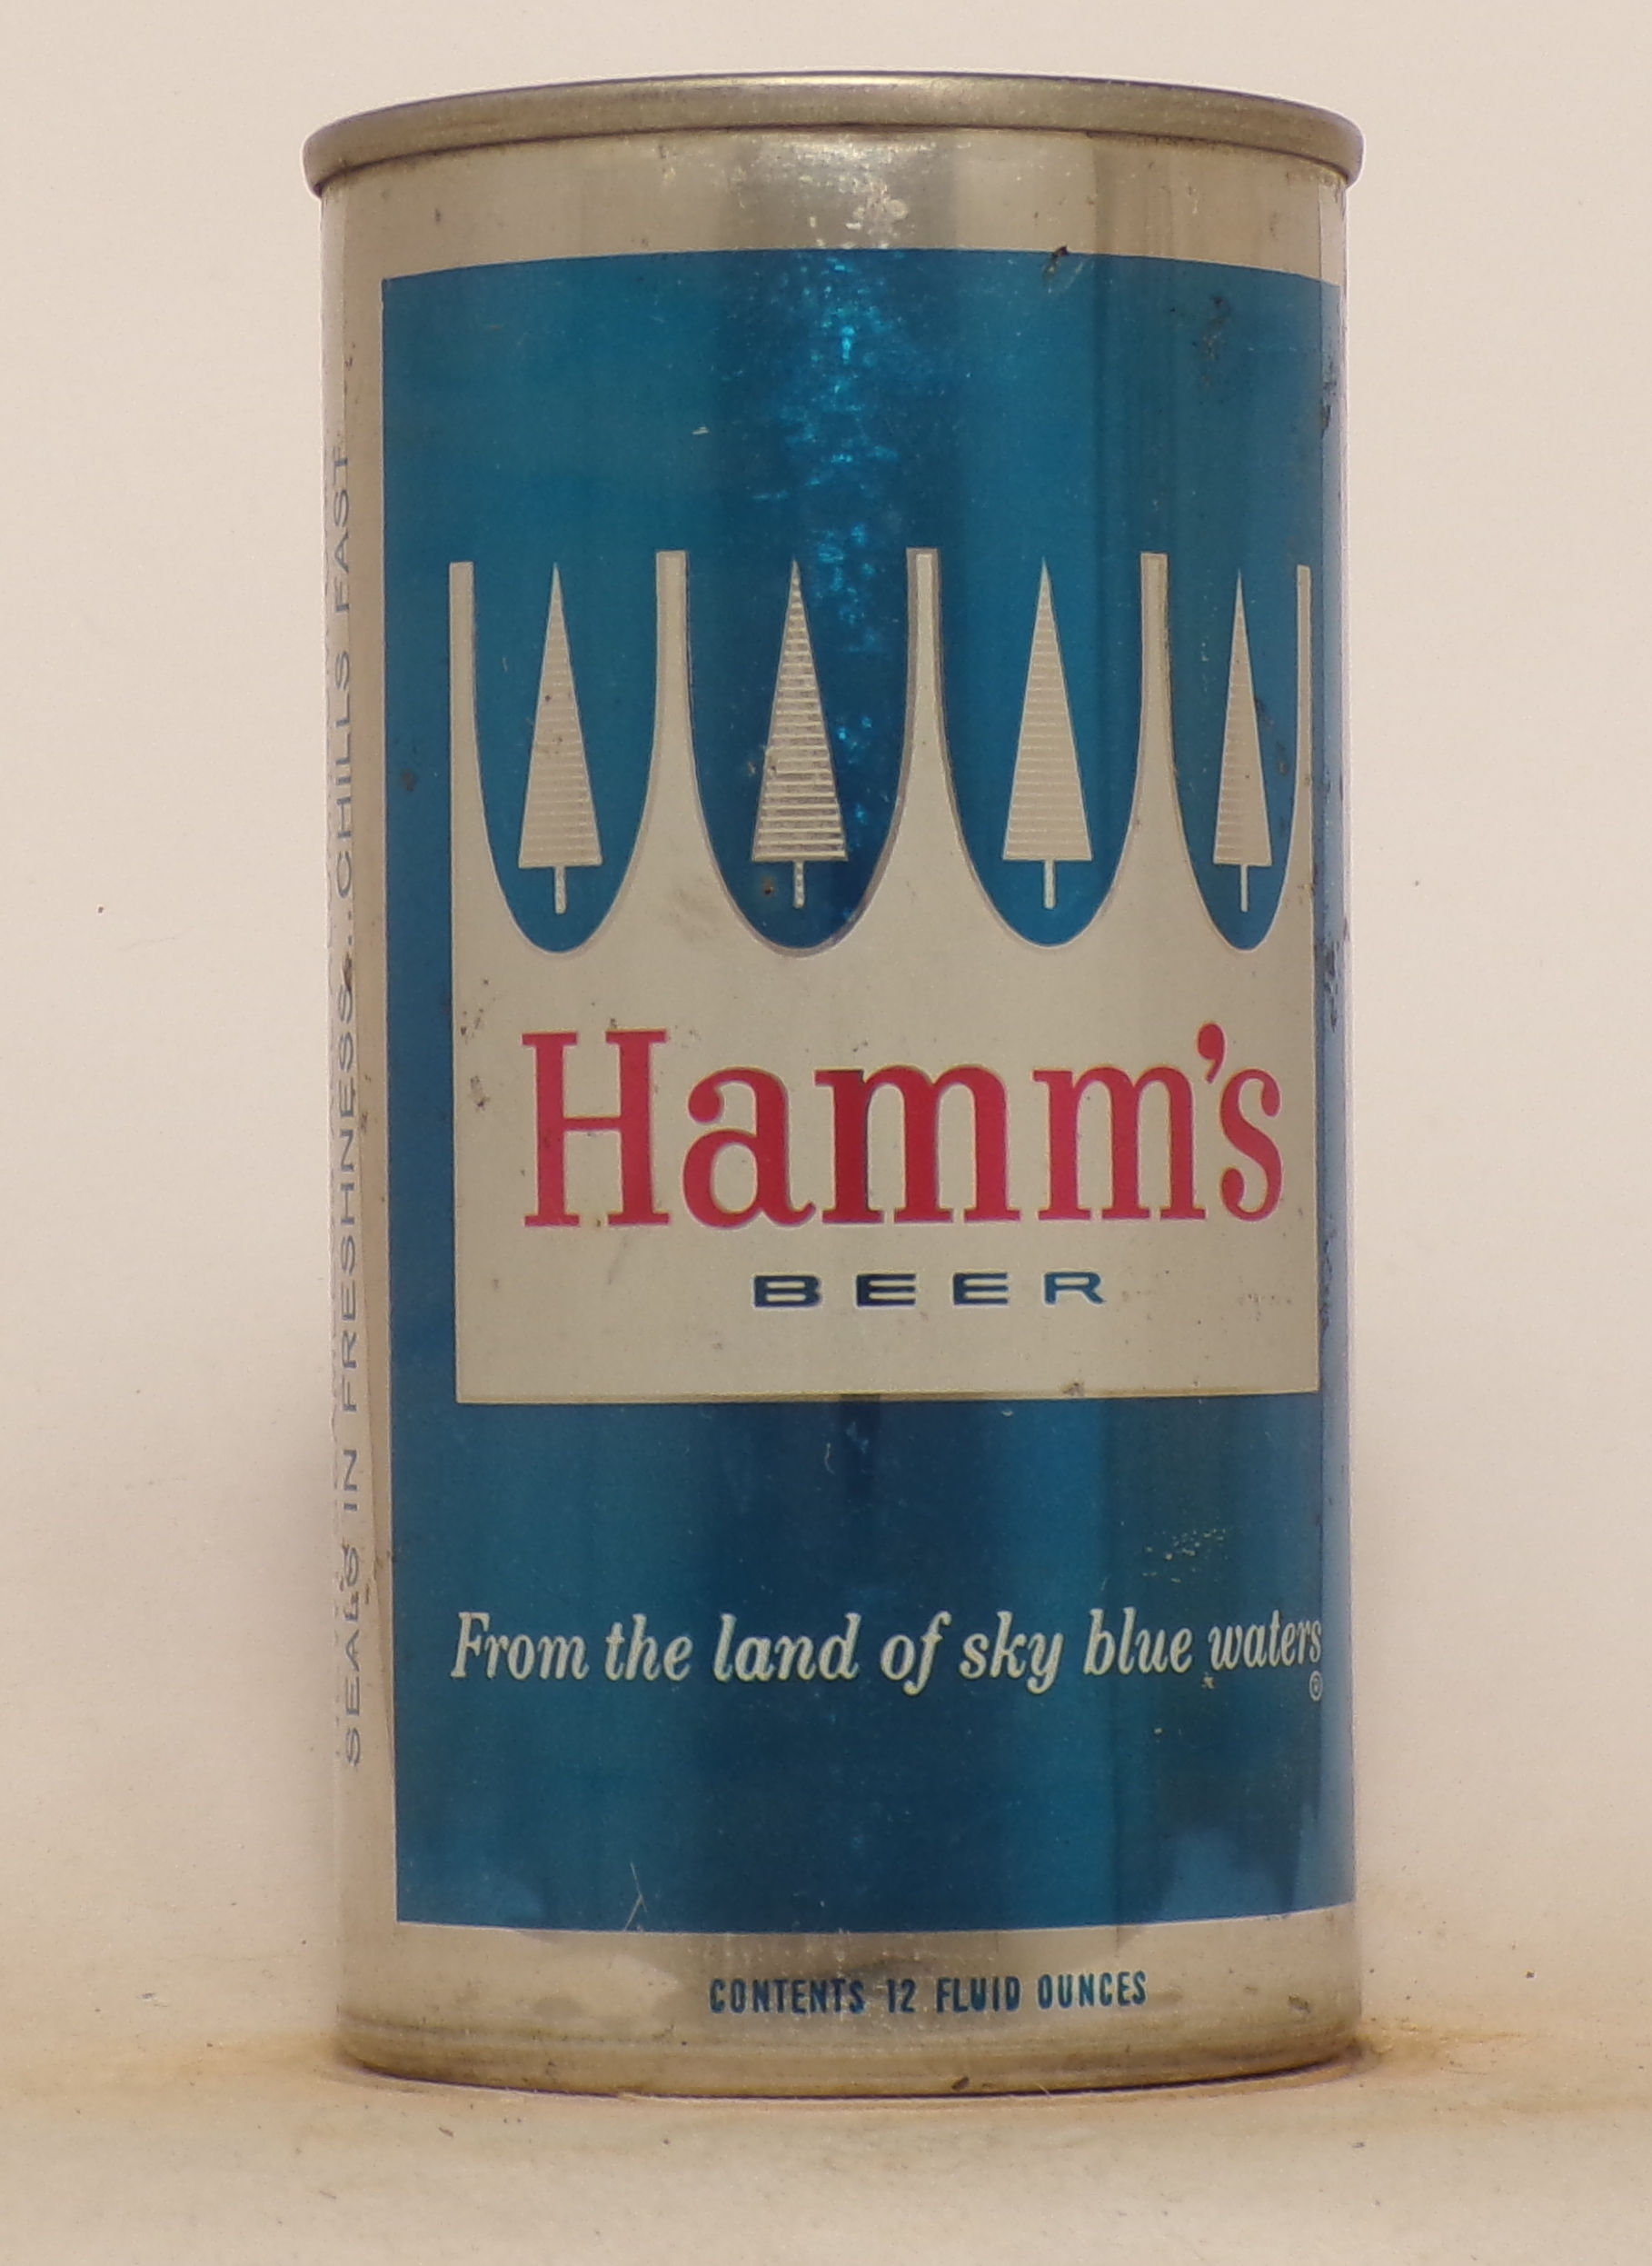 Hamm's
BEER
From the land of sky blue waters
®
CONTENTS 12 FLUID OUNCES
SEALS IN FRESHNESS...CHILLS FAST